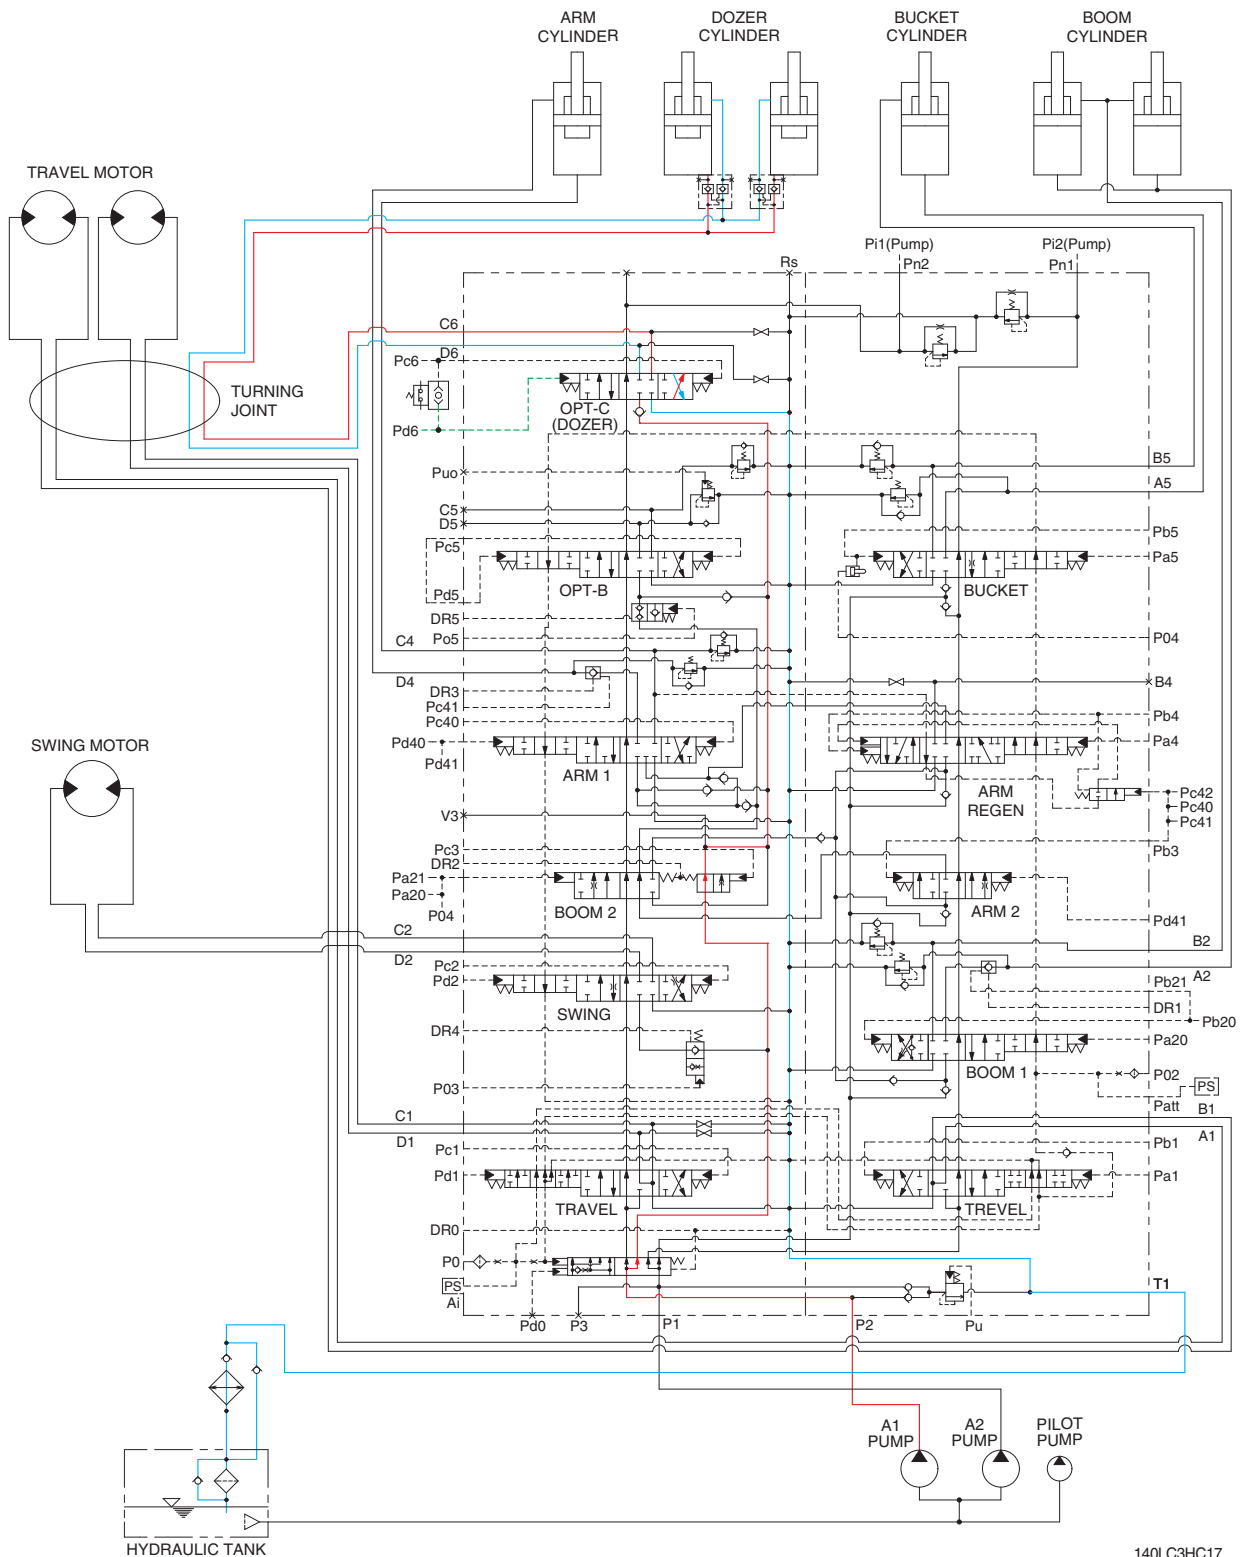 ARM
CYLINDER
DOZER
CYLINDER
BUCKET
CYLINDER
BOOM
CYLINDER
TRAVEL MOTOR
Pi1(Pump)
Pn2
Pi2(Pump)
Pn1
Rs
C6
D6
Pc6
TURNING
JOINT
OPT-C
(DOZER)
Pd6
B5
Puo
A5
C5
D5
Pb5
Pc5
Pa5
OPT-B
BUCKET
Pd5
DR5
Po5
P04
C4
D4
B4
DR3
Pc41
Pc40
Pb4
SWING MOTOR
Pd40
Pd41
Pa4
ARM 1
ARM
REGEN
Pc42
Pc40
Pc41
V3
Pc3
DR2
Pb3
Pa21
Pa20
P04
BOOM 2
ARM 2
Pd41
C2
B2
D2
Pc2
A2
Pd2
Pb21
SWING
DR1
Pb20
DR4
Pa20
BOOM 1
P03
P02
PS
Patt
C1
B1
D1
A1
Pc1
Pb1
Pd1
Pa1
TRAVEL
TREVEL
DR0
P0
PS
Ai
T1
Pd0
P3
P1
P2
Pu
A1
PUMP
A2
PUMP
PILOT
PUMP
HYDRAULIC TANK
140LC3HC17